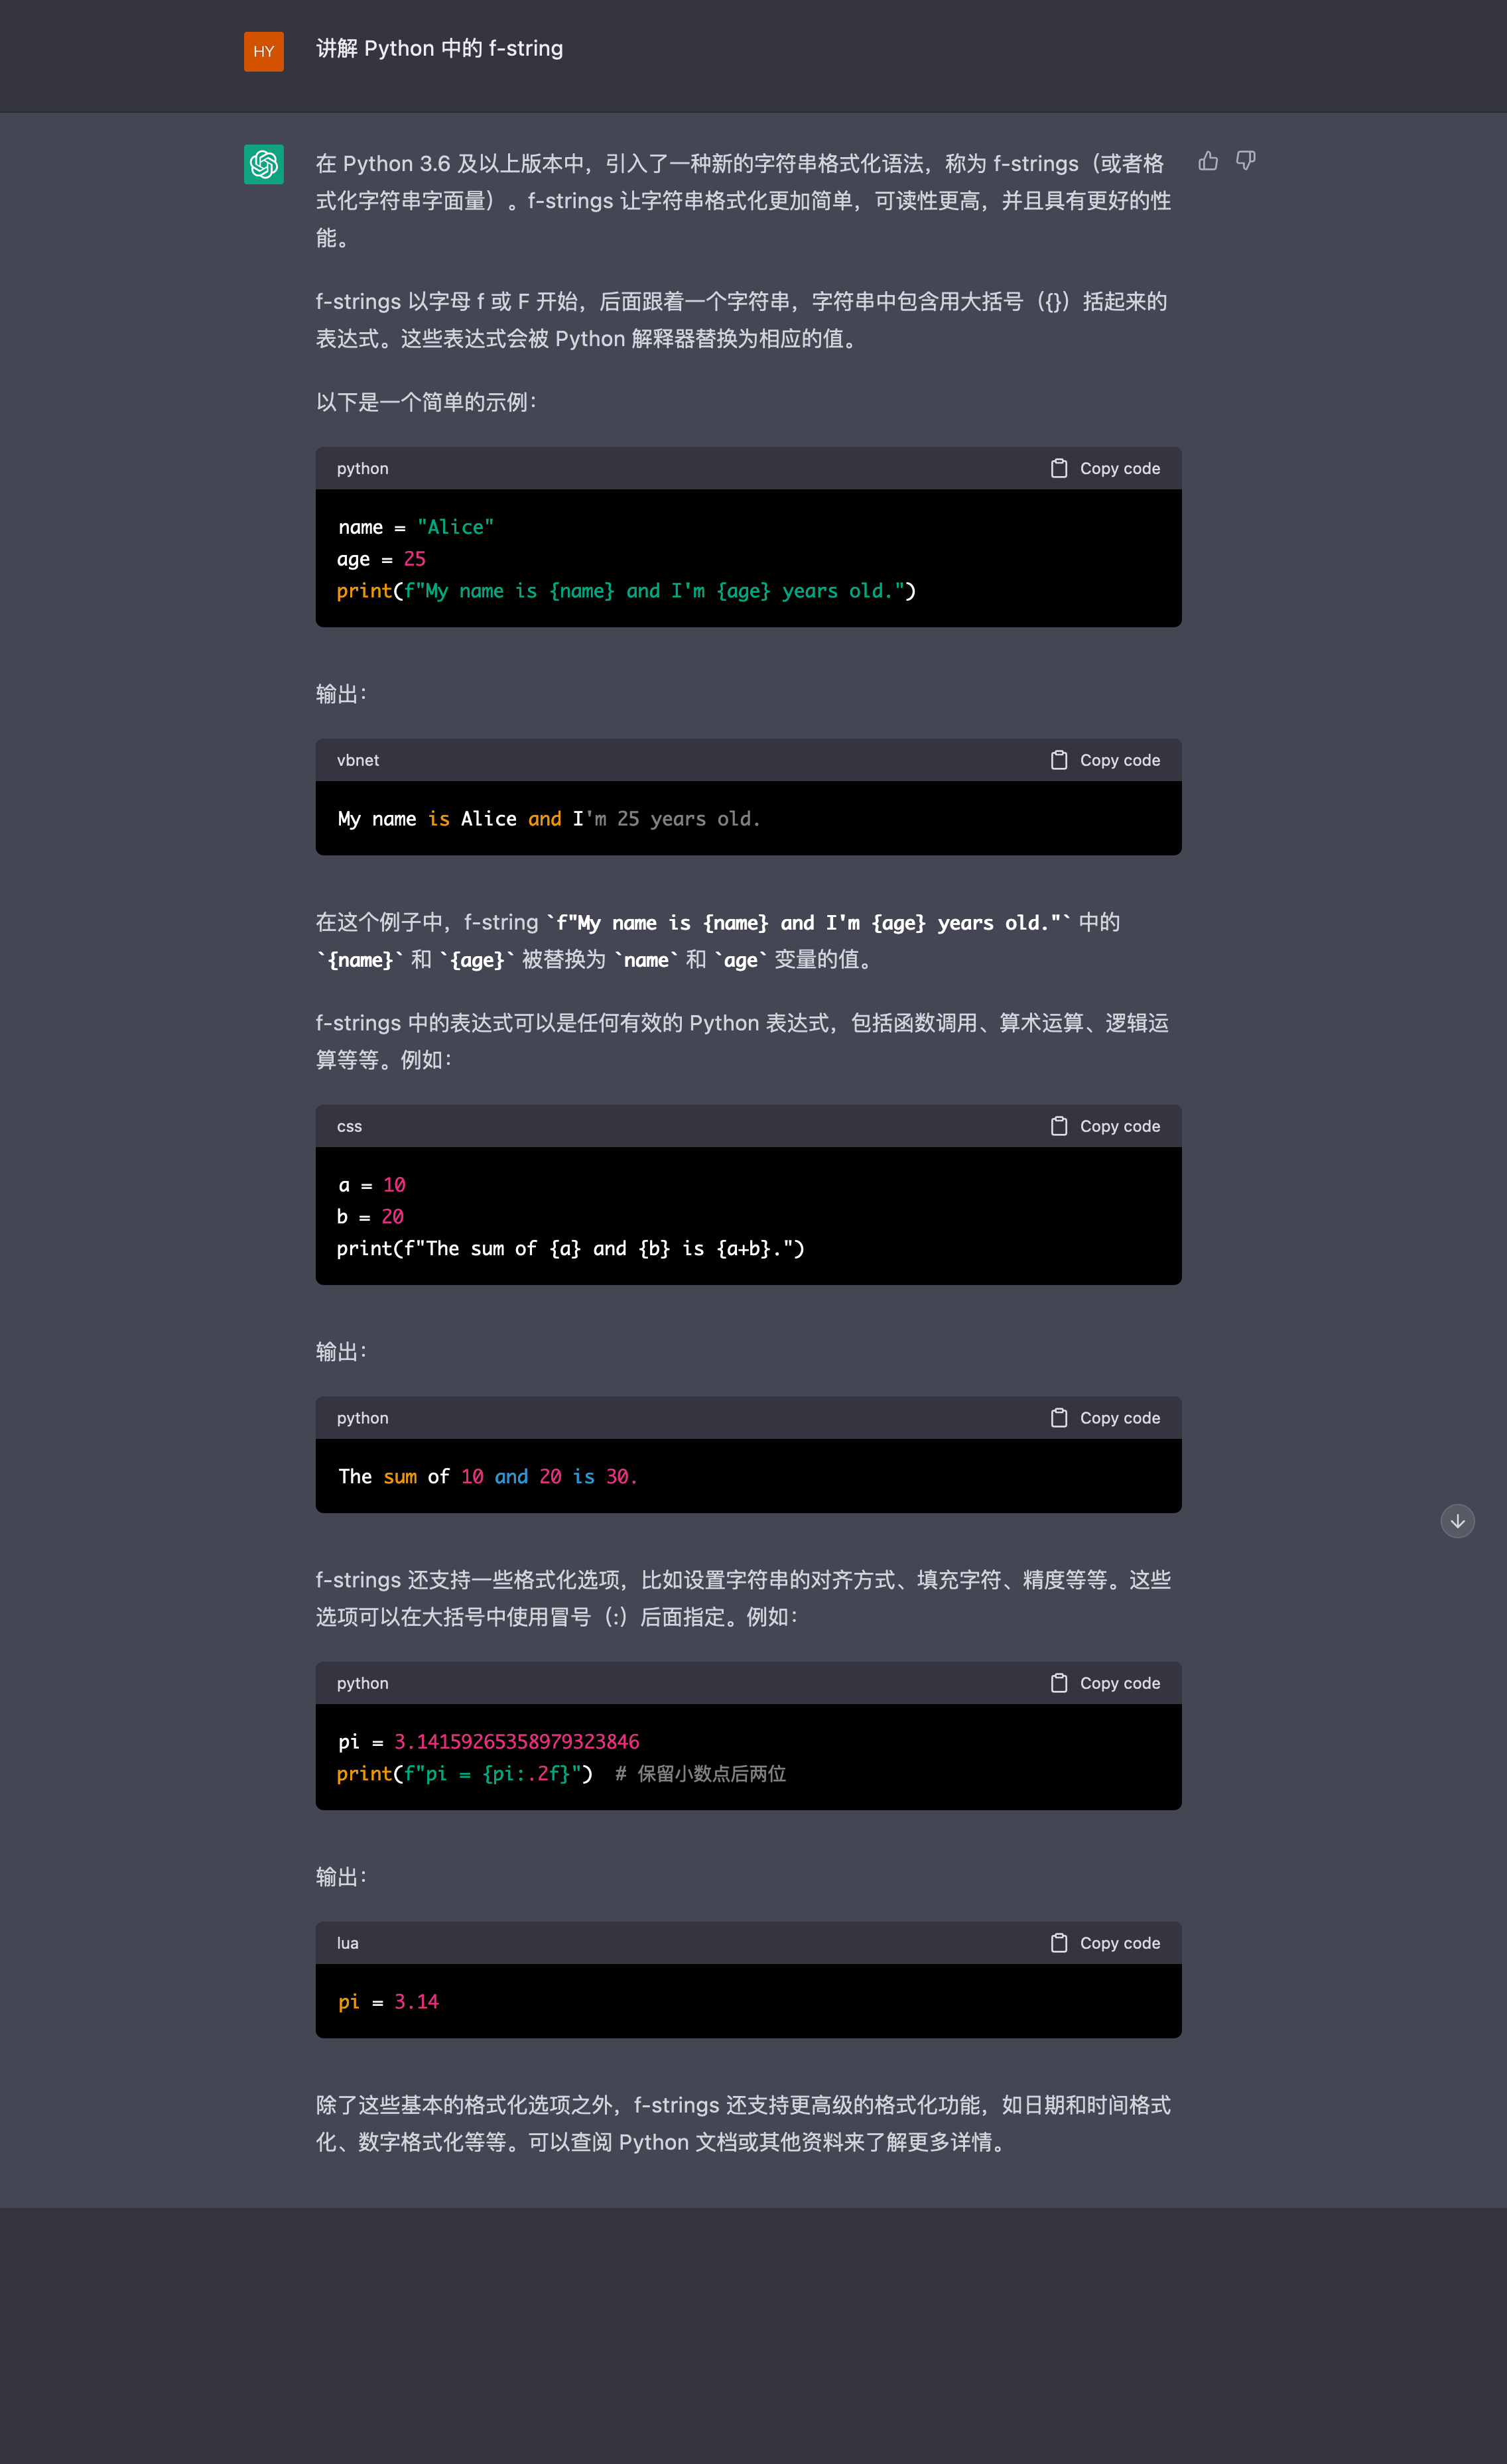 HY
讲解 Python 中的 f-string
在 Python 3.6 及以上版本中，引入了一种新的字符串格式化语法，称为 f-strings（或者格
式化字符串字面量）。f-strings 让字符串格式化更加简单，可读性更高，并且具有更好的性
能。
f-strings 以字母 f 或 F 开始，后面跟着一个字符串，字符串中包含用大括号（{}）括起来的
表达式。这些表达式会被 Python 解释器替换为相应的值。
以下是一个简单的示例：
python Copy code
name = "Alice"
age = 25
print(f"My name is {name} and I'm {age} years old.")
输出：
vbnet Copy code
My name is Alice and I'm 25 years old.
在这个例子中，f-string `f"My name is {name} and I'm {age} years old."` 中的
`{name}` 和 `{age}` 被替换为 `name` 和 `age` 变量的值。
f-strings 中的表达式可以是任何有效的 Python 表达式，包括函数调用、算术运算、逻辑运
算等等。例如：
css Copy code
a = 10
b = 20
print(f"The sum of {a} and {b} is {a+b}.")
输出：
python Copy code
The sum of 10 and 20 is 30.
f-strings 还支持一些格式化选项，比如设置字符串的对齐方式、填充字符、精度等等。这些
选项可以在大括号中使用冒号（:）后面指定。例如：
python Copy code
pi = 3.14159265358979323846
print(f"pi = {pi:.2f}")  # 保留小数点后两位
输出：
lua Copy code
pi = 3.14
除了这些基本的格式化选项之外，f-strings 还支持更高级的格式化功能，如日期和时间格式
化、数字格式化等等。可以查阅 Python 文档或其他资料来了解更多详情。